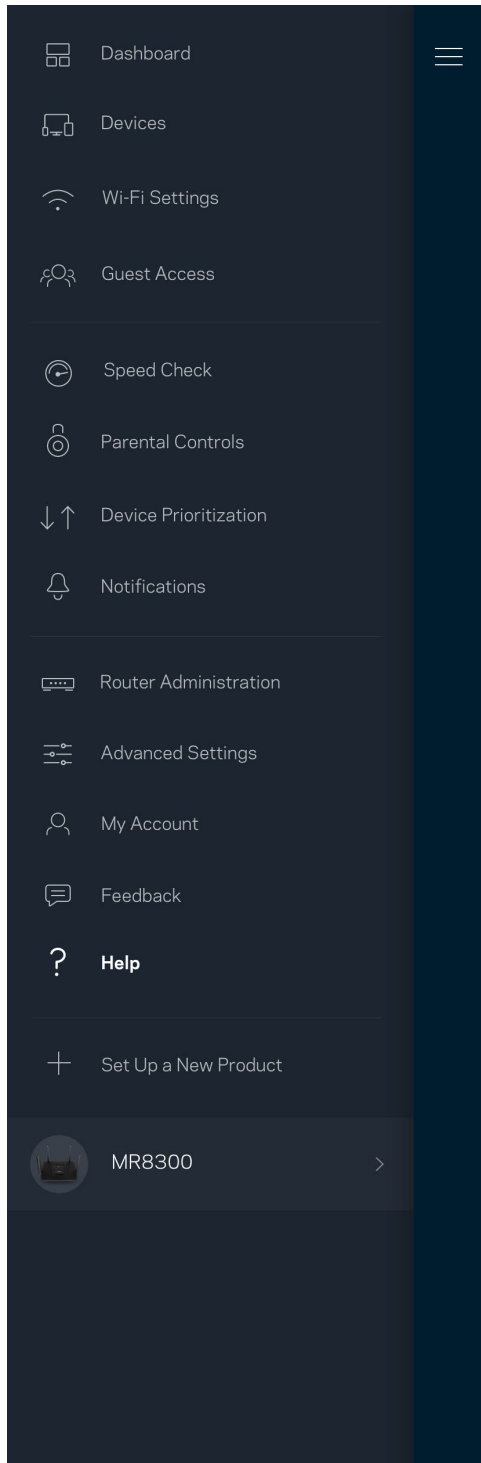 Dashboard
Devices
Wi-Fi Settings
Guest Access
Speed Check
Parental Controls
Device Prioritization
Notifications
Router Administration
Advanced Settings
My Account
Feedback
Help
Set Up a New Product
MR8300